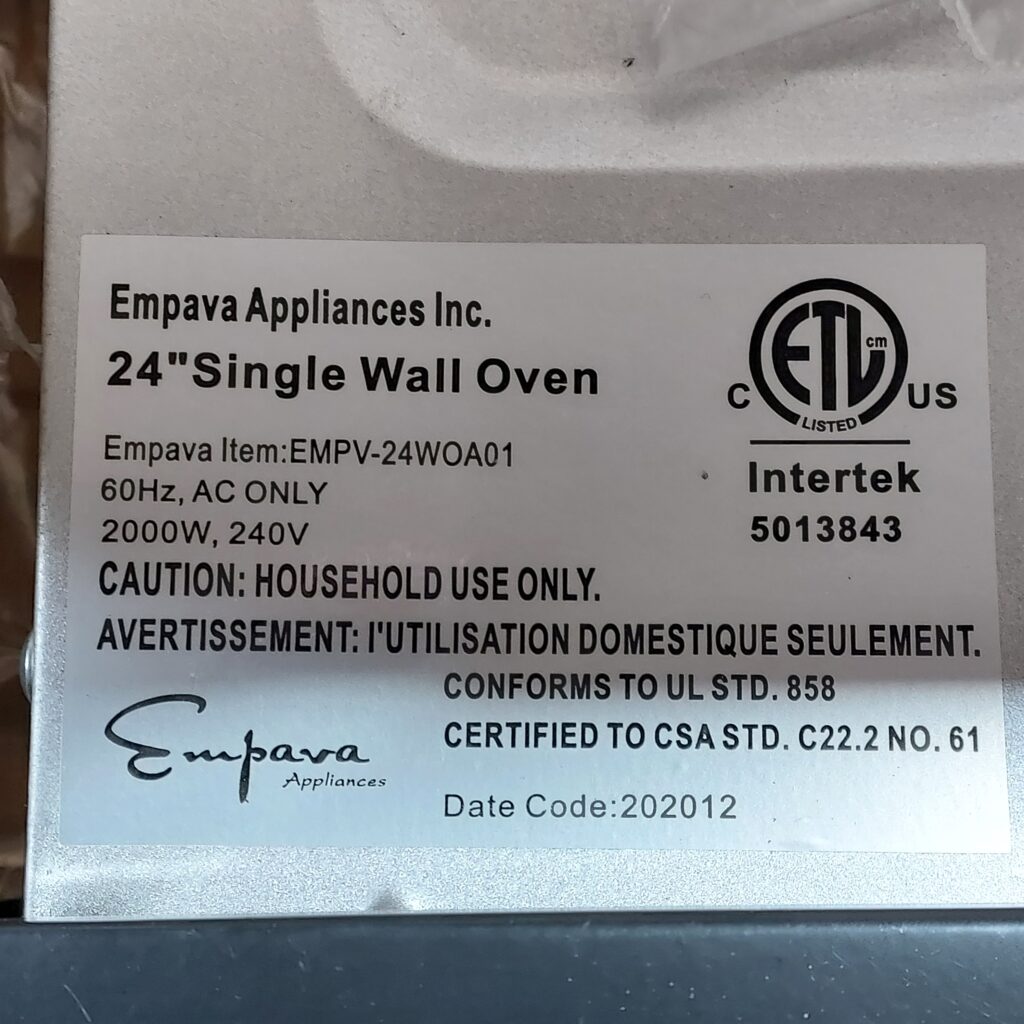 Empava Appliances Inc.
24"Single Wall Oven
Empava Item:EMPV-24WOA01
60Hz, AC ONLY
2000W, 240V
ETL cm
C LISTED US
Intertek
5013843
CAUTION: HOUSEHOLD USE ONLY.
AVERTISSEMENT: l'UTILISATION DOMESTIQUE SEULEMENT.
CONFORMS TO UL STD. 858
CERTIFIED TO CSA STD. C22.2 NO. 61
Empava
Appliances
Date Code:202012